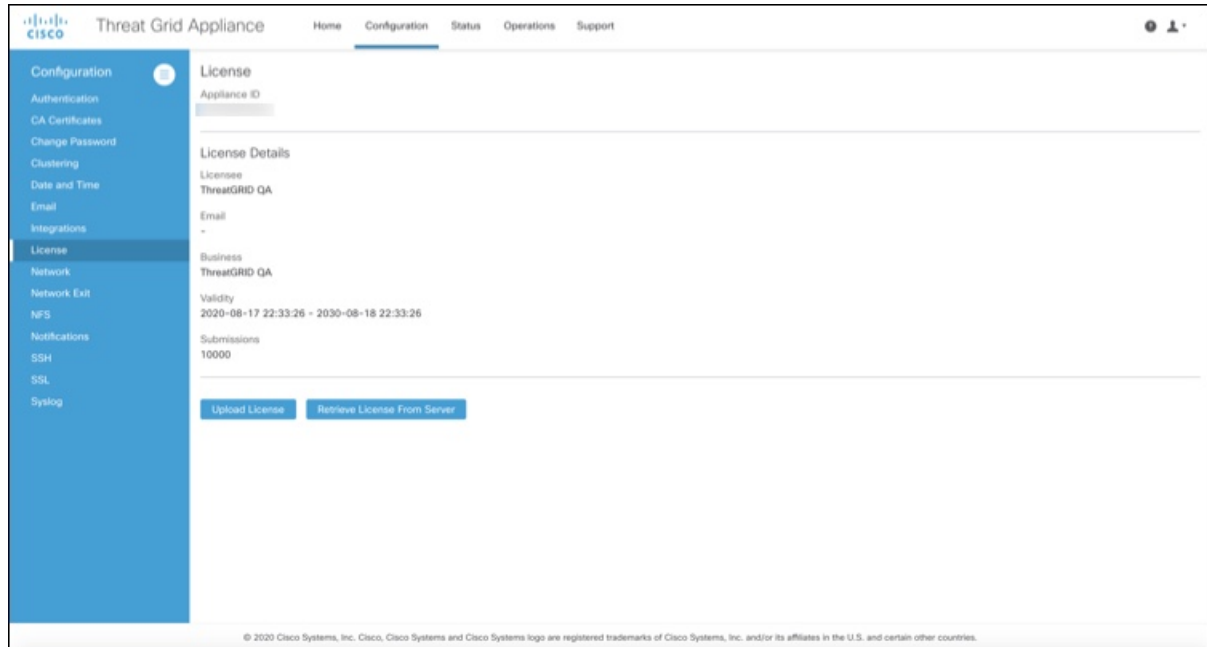 CISCO
Threat Grid Appliance
Home Configuration Status Operations Support
Configuration
Authentication
CA Certificates
Change Password
Clustering
Date and Time
Email
Integrations
License
Network
Network Exit
NFS
Notifications
SSH
SSL
Syslog
License
Appliance ID
License Details
Licensee
ThreatGRID QA
Email
-
Business
ThreatGRID QA
Validity
2020-08-17 22:33:26 - 2030-08-18 22:33:26
Submissions
10000
Upload License Retrieve License From Server
© 2020 Cisco Systems, Inc. Cisco, Cisco Systems and Cisco Systems logo are registered trademarks of Cisco Systems, Inc. and/or its affiliates in the U.S. and certain other countries.